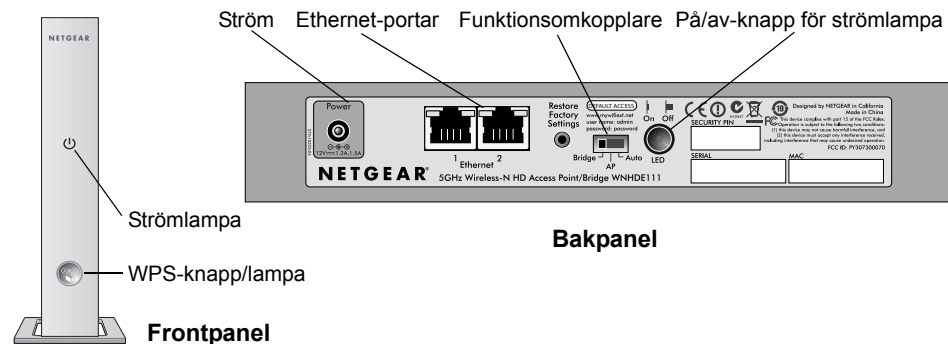 Ström Ethernet-portar Funktionsomkopplare På/av-knapp för strömlampa
NETGEAR
Strömlampa
WPS-knapp/lampa
Frontpanel
Power
12V 1.2A,1.5A
1 2
Ethernet
NETGEAR
Restore
Factory
Settings
DEFAULT ACCESS
www.mywifiext.net
user name: admin
password: password
Bridge AP Auto
On Off
LED
5GHz Wireless-N HD Access Point/Bridge WNHDE111
SECURITY PIN
SERIAL
MAC
Designed by NETGEAR in California
Made in China
This device complies with part 15 of the FCC Rules.
Operation is subject to the following two conditions:
(1) this device may not cause harmful interference, and
(2) this device must accept any interference received,
including interference that may cause undesired operation.
FCC ID: PY307300070
Bakpanel